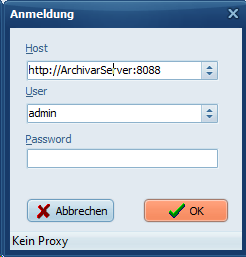 Anmeldung
Host
http://ArchivarServer:8088
User
admin
Password
Abbrechen
OK
Kein Proxy